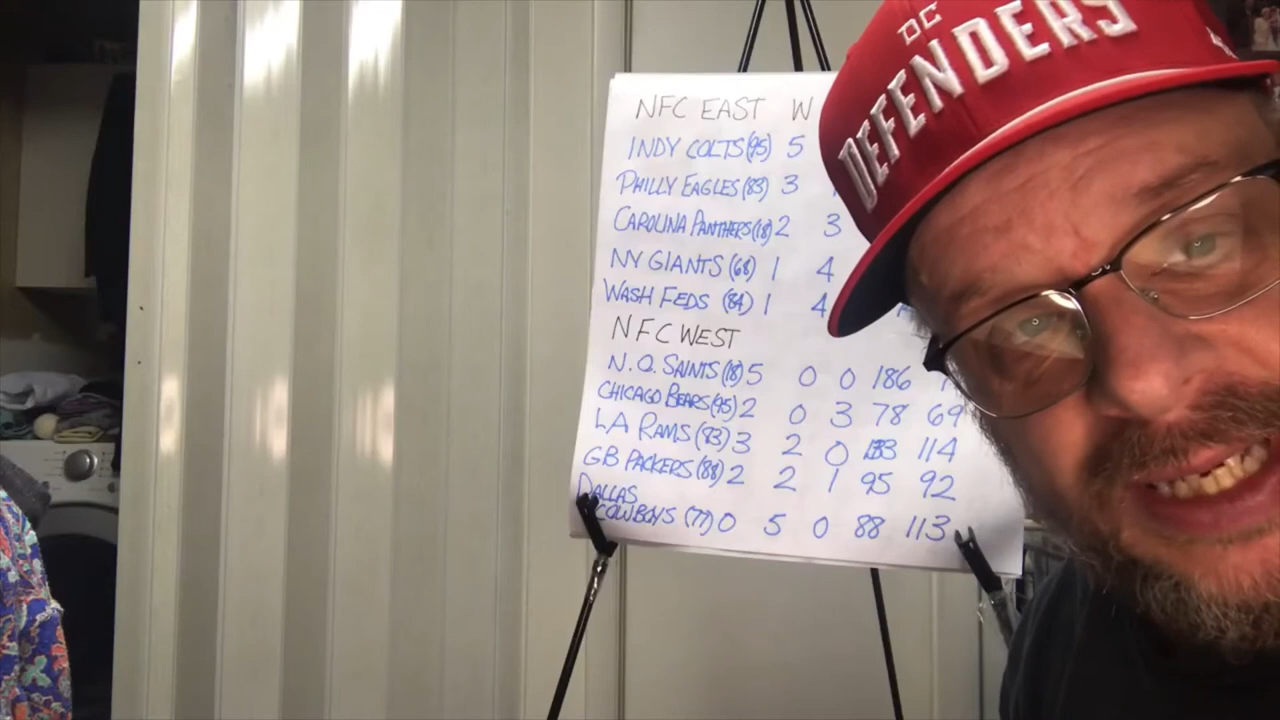 DC
DEFENDERS
NFC EAST W
INDY COLTS (95) 5
PHILLY EAGLES (83) 3
CAROLINA PANTHERS (18) 2 3
NY GIANTS (68) 1 4
WASH FEDS (84) 1 4
NFC WEST
N.O. SAINTS (18) 5 0 0 186
CHICAGO BEARS (95) 2 0 3 78 69
LA RAMS (83) 3 2 0 114
GB PACKERS (88) 2 2 1 95 92
DALLAS
COWBOYS (77) 0 5 0 88 113